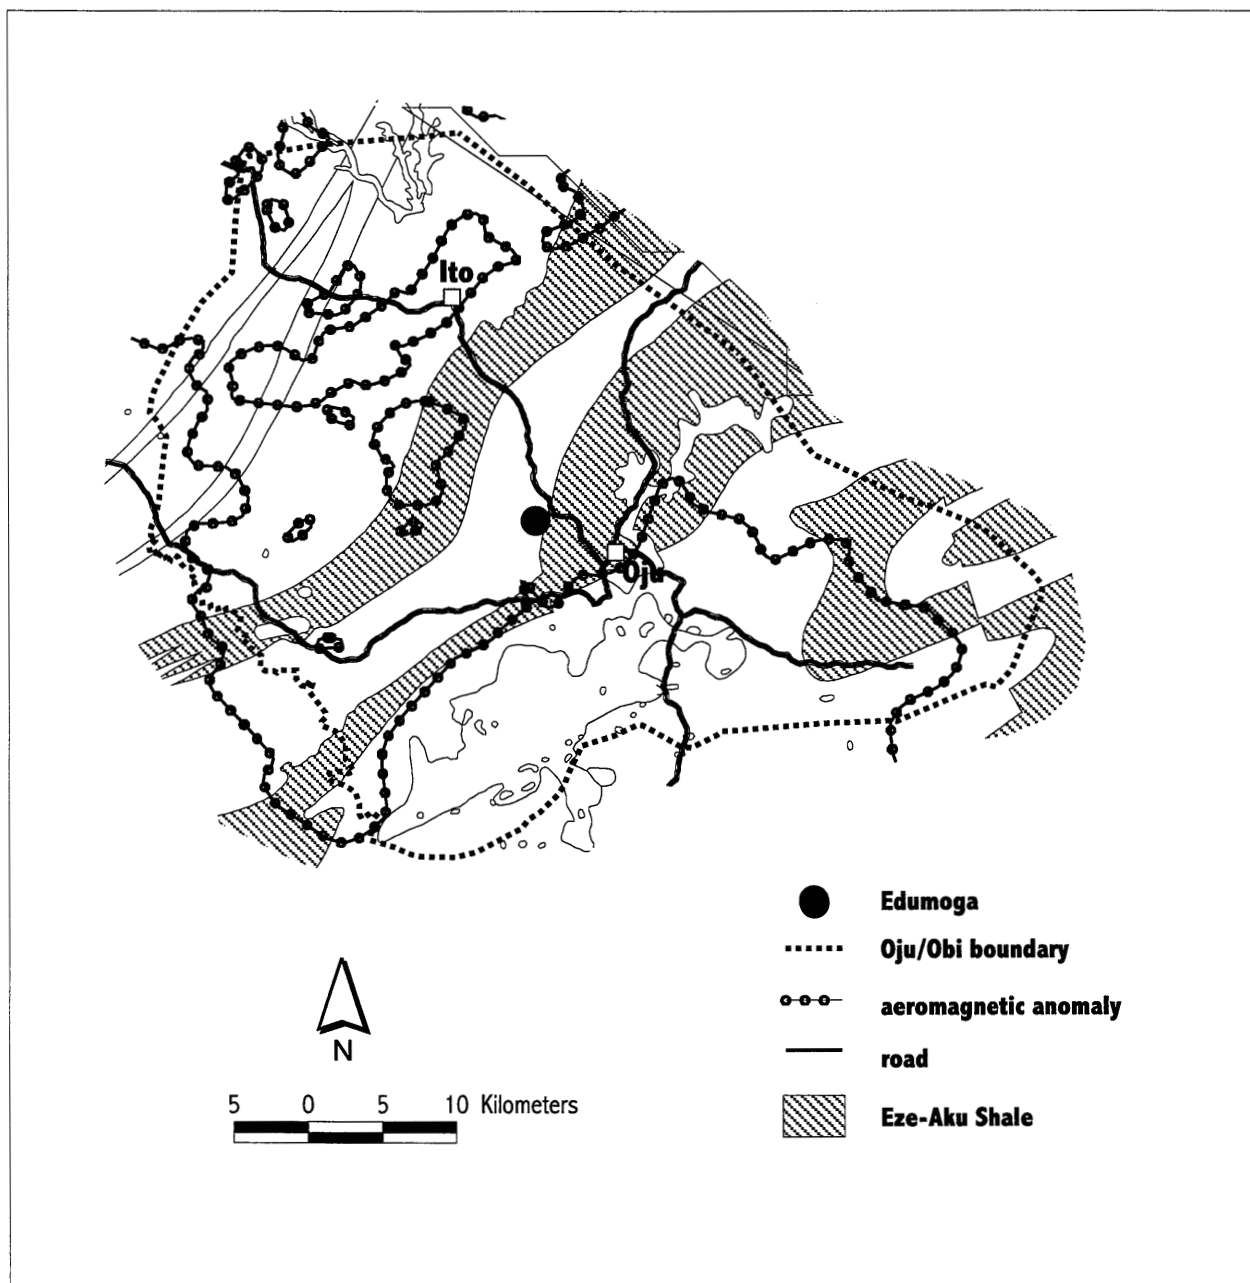 Ito
Oju
Edumoga
Oju/Obi boundary
aeromagnetic anomaly
road
Eze-Aku Shale
N
5 0 5 10 Kilometers